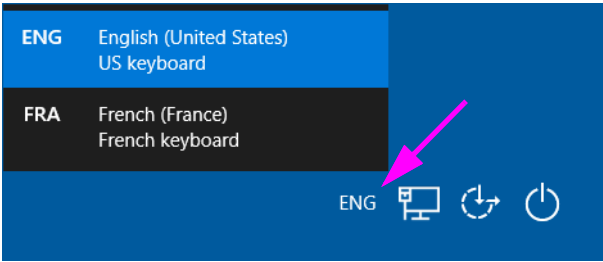 ENG English (United States)
US keyboard
FRA French (France)
French keyboard
ENG